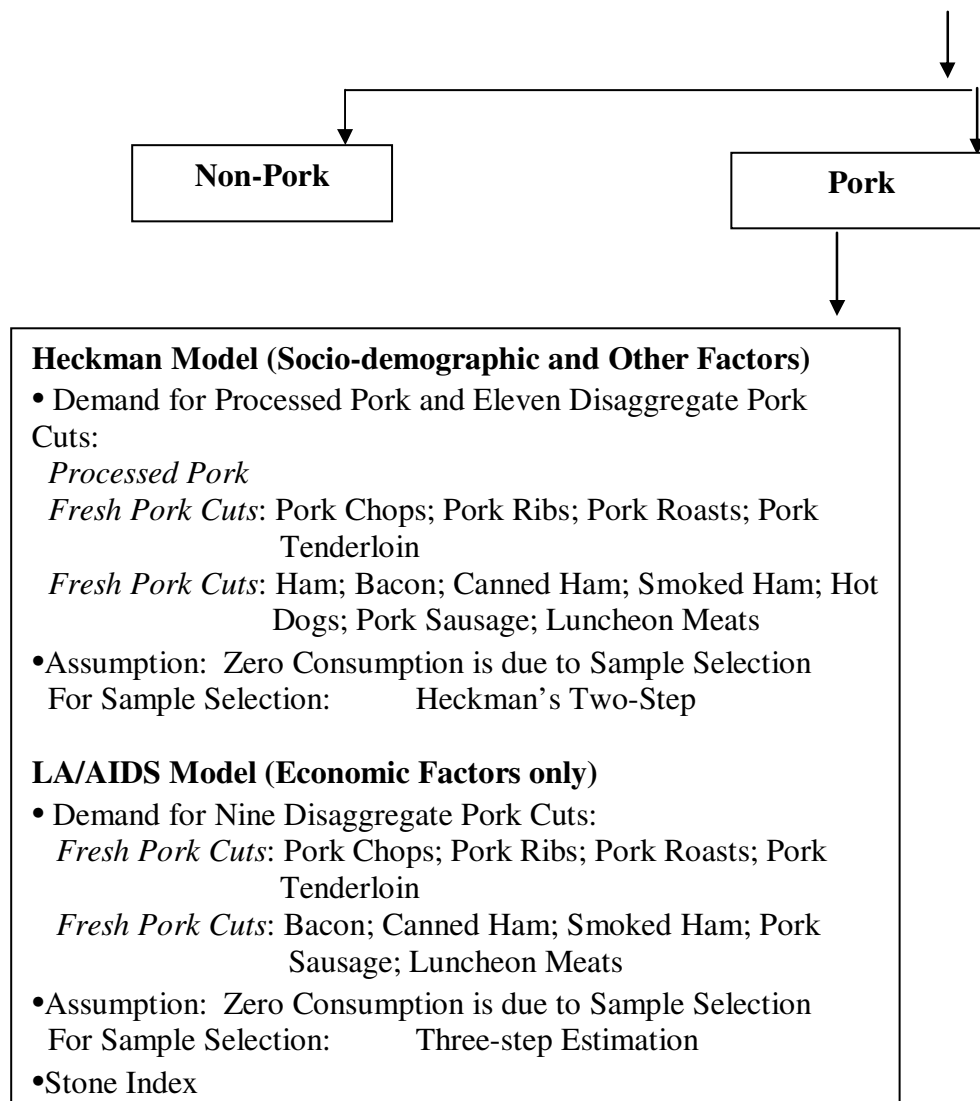 Non-Pork
Pork
Heckman Model (Socio-demographic and Other Factors)
• Demand for Processed Pork and Eleven Disaggregate Pork
Cuts:
Processed Pork
Fresh Pork Cuts: Pork Chops; Pork Ribs; Pork Roasts; Pork
Tenderloin
Fresh Pork Cuts: Ham; Bacon; Canned Ham; Smoked Ham; Hot
Dogs; Pork Sausage; Luncheon Meats
•Assumption: Zero Consumption is due to Sample Selection
For Sample Selection: Heckman’s Two-Step
LA/AIDS Model (Economic Factors only)
• Demand for Nine Disaggregate Pork Cuts:
Fresh Pork Cuts: Pork Chops; Pork Ribs; Pork Roasts; Pork
Tenderloin
Fresh Pork Cuts: Bacon; Canned Ham; Smoked Ham; Pork
Sausage; Luncheon Meats
•Assumption: Zero Consumption is due to Sample Selection
For Sample Selection: Three-step Estimation
•Stone Index